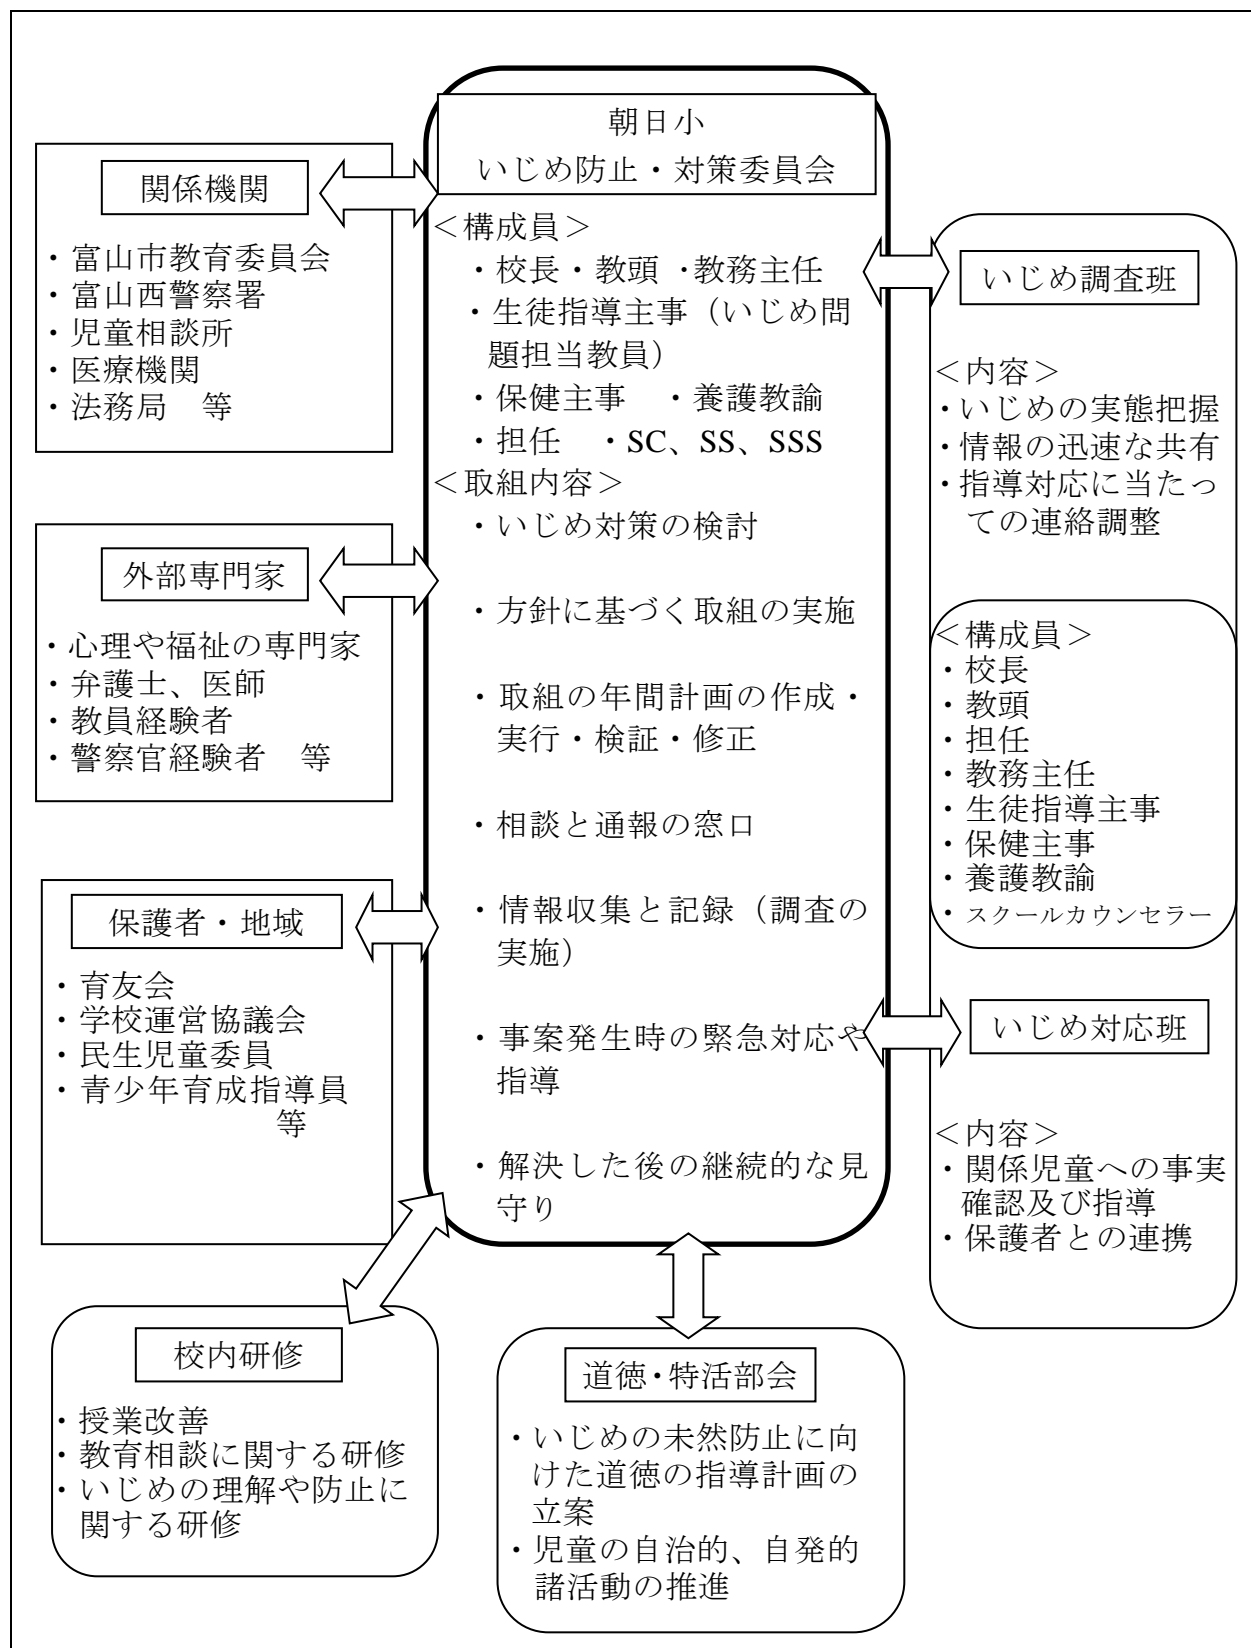 朝日小
いじめ防止・対策委員会
＜構成員＞
・校長・教頭 ・教務主任
・生徒指導主事（いじめ問
題担当教員）
・保健主事　・養護教諭
・担任　・SC、SS、SSS
＜取組内容＞
・いじめ対策の検討
・方針に基づく取組の実施
・取組の年間計画の作成・
実行・検証・修正
・相談と通報の窓口
・情報収集と記録（調査の
実施）
・事案発生時の緊急対応や
指導
・解決した後の継続的な見
守り
関係機関
・富山市教育委員会
・富山西警察署
・児童相談所
・医療機関
・法務局　等
外部専門家
・心理や福祉の専門家
・弁護士、医師
・教員経験者
・警察官経験者　等
保護者・地域
・育友会
・学校運営協議会
・民生児童委員
・青少年育成指導員
等
いじめ調査班
＜内容＞
・いじめの実態把握
・情報の迅速な共有
・指導対応に当たっ
ての連絡調整
＜構成員＞
・校長
・教頭
・担任
・教務主任
・生徒指導主事
・保健主事
・養護教諭
・スクールカウンセラー
いじめ対応班
＜内容＞
・関係児童への事実
確認及び指導
・保護者との連携
校内研修
・授業改善
・教育相談に関する研修
・いじめの理解や防止に
関する研修
道徳・特活部会
・いじめの未然防止に向
けた道徳の指導計画の
立案
・児童の自治的、自発的
諸活動の推進